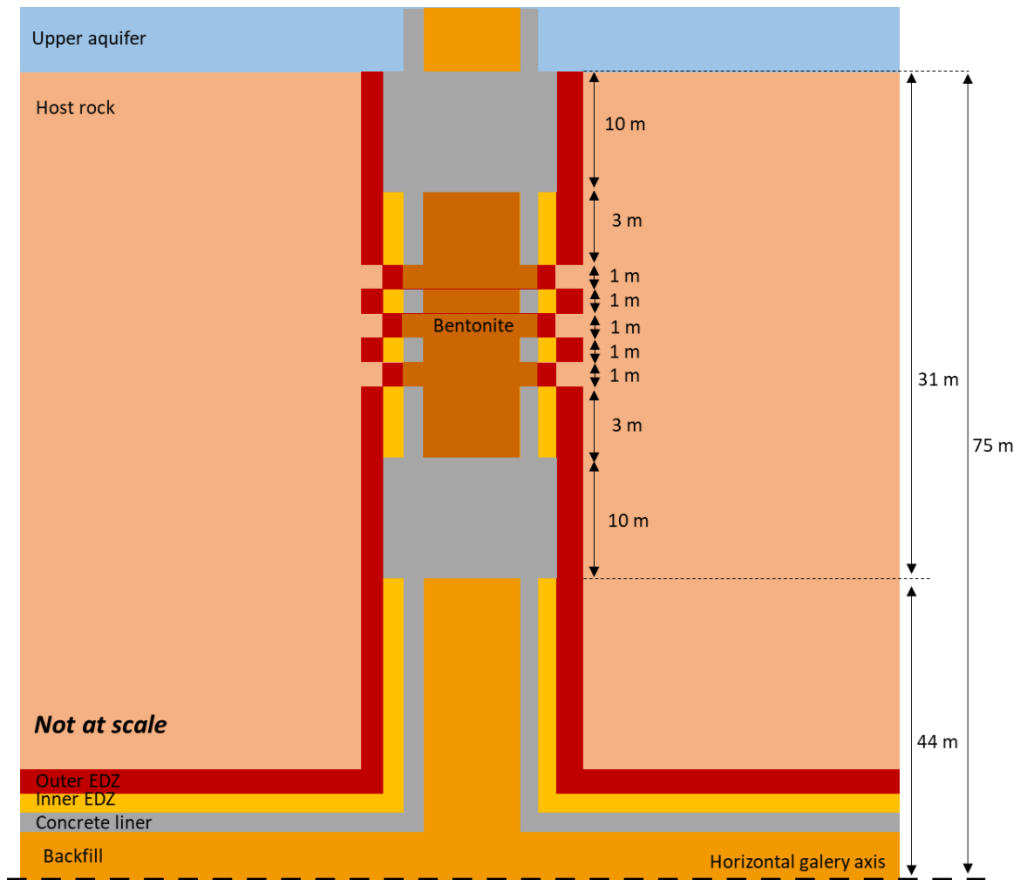 Upper aquifer
Host rock
10 m
3 m
1 m
1 m
Bentonite
1 m
1 m
1 m
31 m
3 m
75 m
10 m
Not at scale
44 m
Outer EDZ
Inner EDZ
Concrete liner
Backfill
Horizontal galery axis